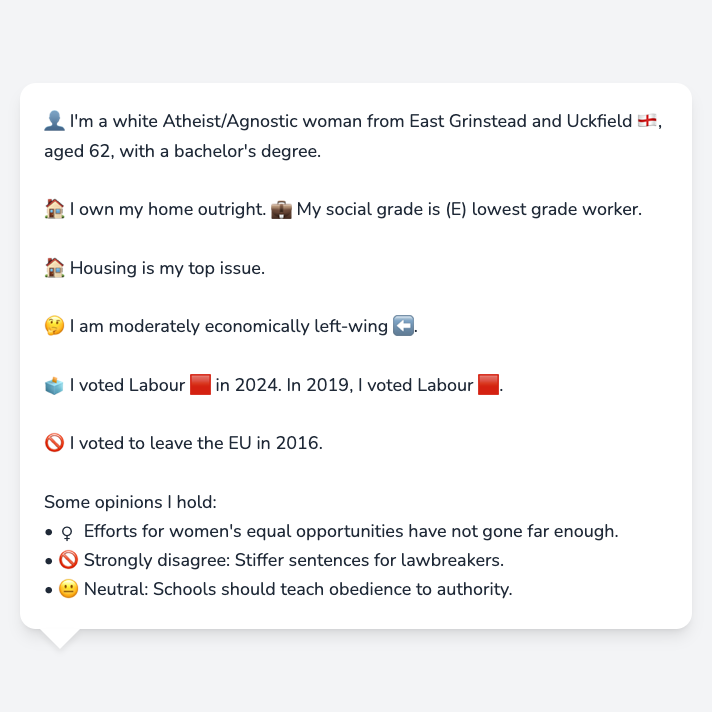 👤 I'm a white Atheist/Agnostic woman from East Grinstead and Uckfield 🏴󠁧󠁢󠁥󠁮󠁧󠁿,
aged 62, with a bachelor's degree.
🏠 I own my home outright. 💼 My social grade is (E) lowest grade worker.
🏠 Housing is my top issue.
🤔 I am moderately economically left-wing ⬅️.
🗳️ I voted Labour 🟥 in 2024. In 2019, I voted Labour 🟥.
🚫 I voted to leave the EU in 2016.
Some opinions I hold:
• ♀ Efforts for women's equal opportunities have not gone far enough.
• 🚫 Strongly disagree: Stiffer sentences for lawbreakers.
• 😐 Neutral: Schools should teach obedience to authority.